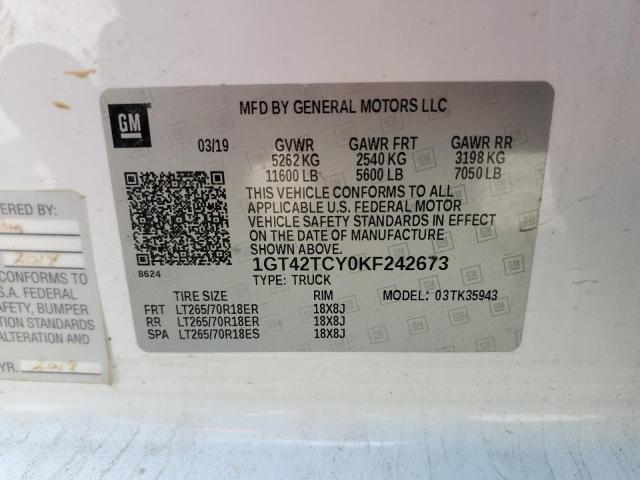 GM
MFD BY GENERAL MOTORS LLC
03/19 GVWR GAWR FRT GAWR RR
5262 KG 2540 KG 3198 KG
11600 LB 5600 LB 7050 LB
THIS VEHICLE CONFORMS TO ALL
APPLICABLE U.S. FEDERAL MOTOR
VEHICLE SAFETY STANDARDS IN EFFECT
ON THE DATE OF MANUFACTURE
SHOWN ABOVE.
8624
1GT42TCY0KF242673
TYPE: TRUCK
MODEL: 03TK35943
TIRE SIZE RIM
FRT LT265/70R18ER 18X8J
RR LT265/70R18ER 18X8J
SPA LT265/70R18ES 18X8J
ERED BY:
CONFORMS TO
.A. FEDERAL
AFETY, BUMPER
TION STANDARDS
ALTERATION AND
YR.